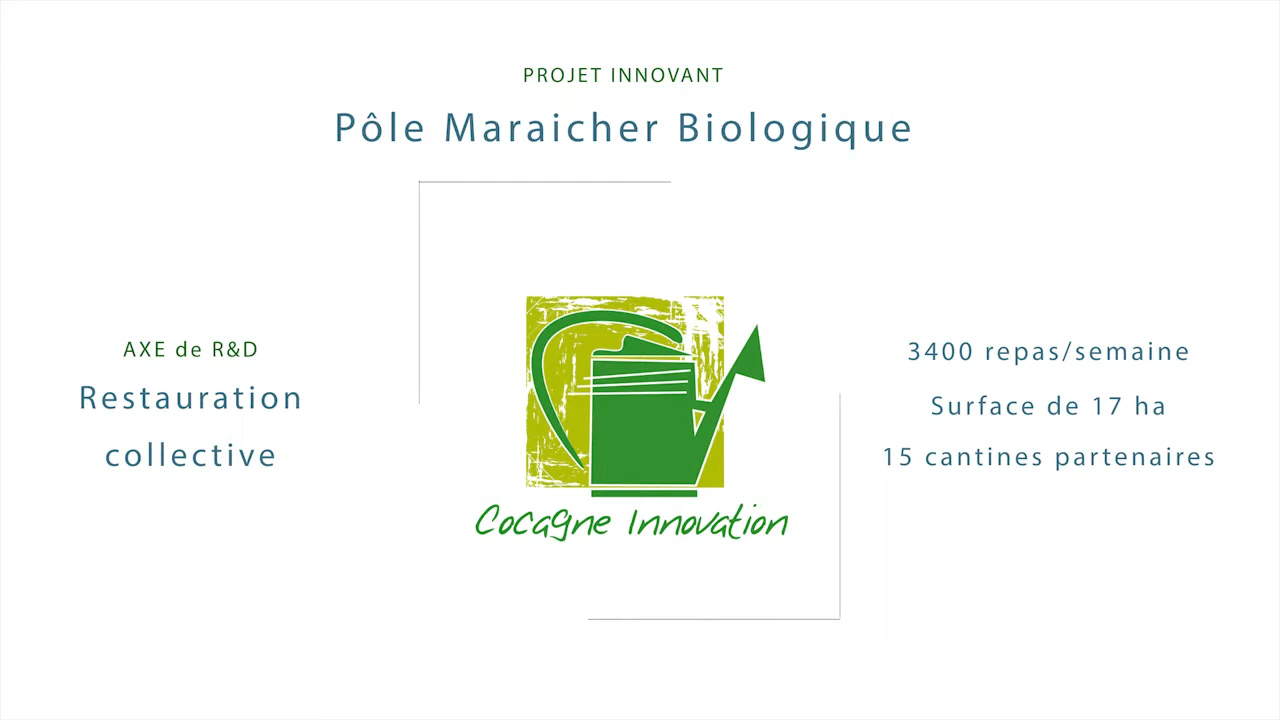 PROJET INNOVANT
Pôle Maraicher Biologique
AXE de R&D
Restauration
collective
3400 repas/semaine
Surface de 17 ha
15 cantines partenaires
Cocagne Innovation